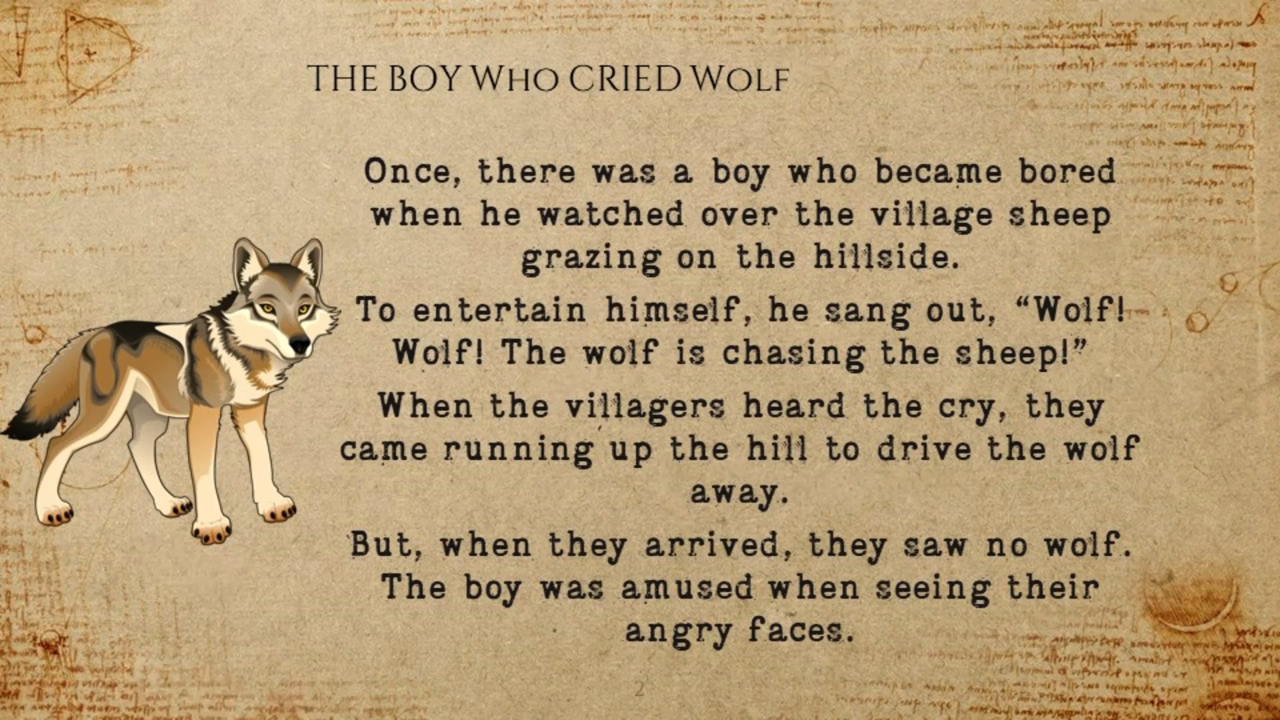 THE BOY WHO CRIED WOLF
Once, there was a boy who became bored
when he watched over the village sheep
grazing on the hillside.
To entertain himself, he sang out, “Wolf!
Wolf! The wolf is chasing the sheep!”
When the villagers heard the cry, they
came running up the hill to drive the wolf
away.
But, when they arrived, they saw no wolf.
The boy was amused when seeing their
angry faces.
2